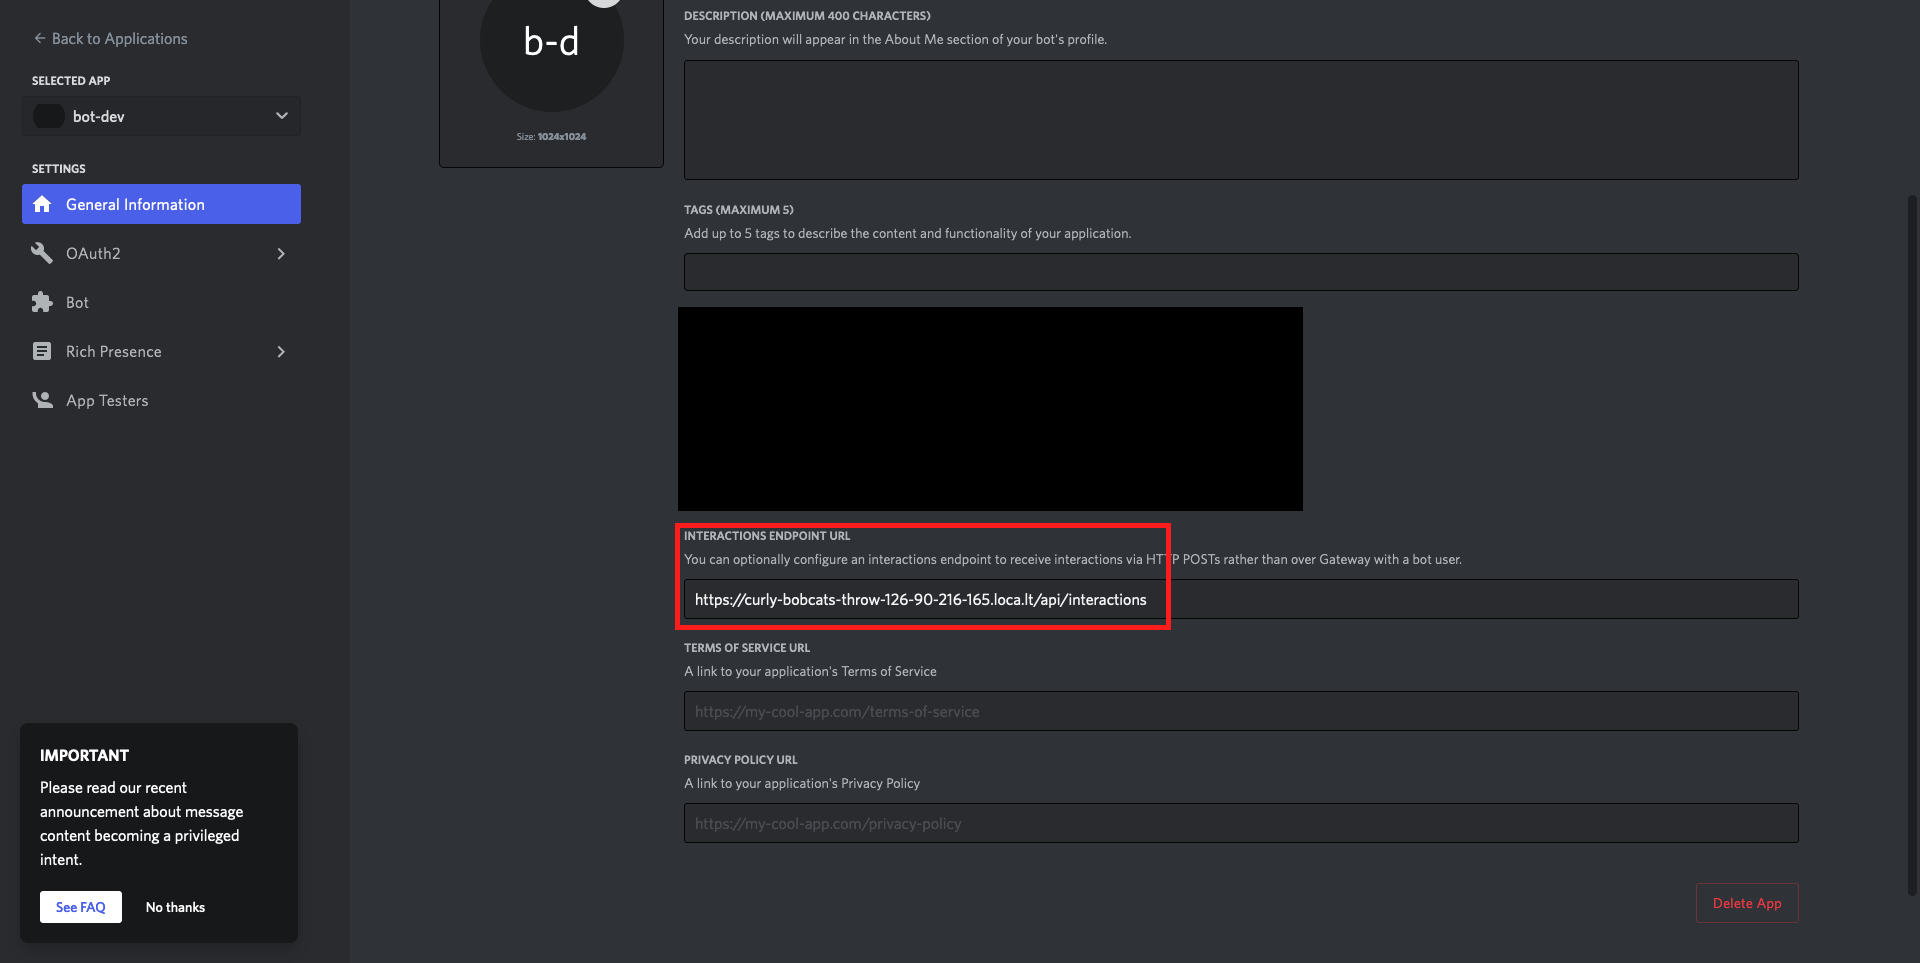 Back to Applications
SELECTED APP
bot-dev
SETTINGS
General Information
OAuth2
Bot
Rich Presence
App Testers
IMPORTANT
Please read our recent
announcement about message
content becoming a privileged
intent.
See FAQ
No thanks
b-d
Size: 1024x1024
DESCRIPTION (MAXIMUM 400 CHARACTERS)
Your description will appear in the About Me section of your bot's profile.
TAGS (MAXIMUM 5)
Add up to 5 tags to describe the content and functionality of your application.
INTERACTIONS ENDPOINT URL
You can optionally configure an interactions endpoint to receive interactions via HTTP POSTs rather than over Gateway with a bot user.
https://curly-bobcats-throw-126-90-216-165.loca.lt/api/interactions
TERMS OF SERVICE URL
A link to your application's Terms of Service
https://my-cool-app.com/terms-of-service
PRIVACY POLICY URL
A link to your application's Privacy Policy
https://my-cool-app.com/privacy-policy
Delete App